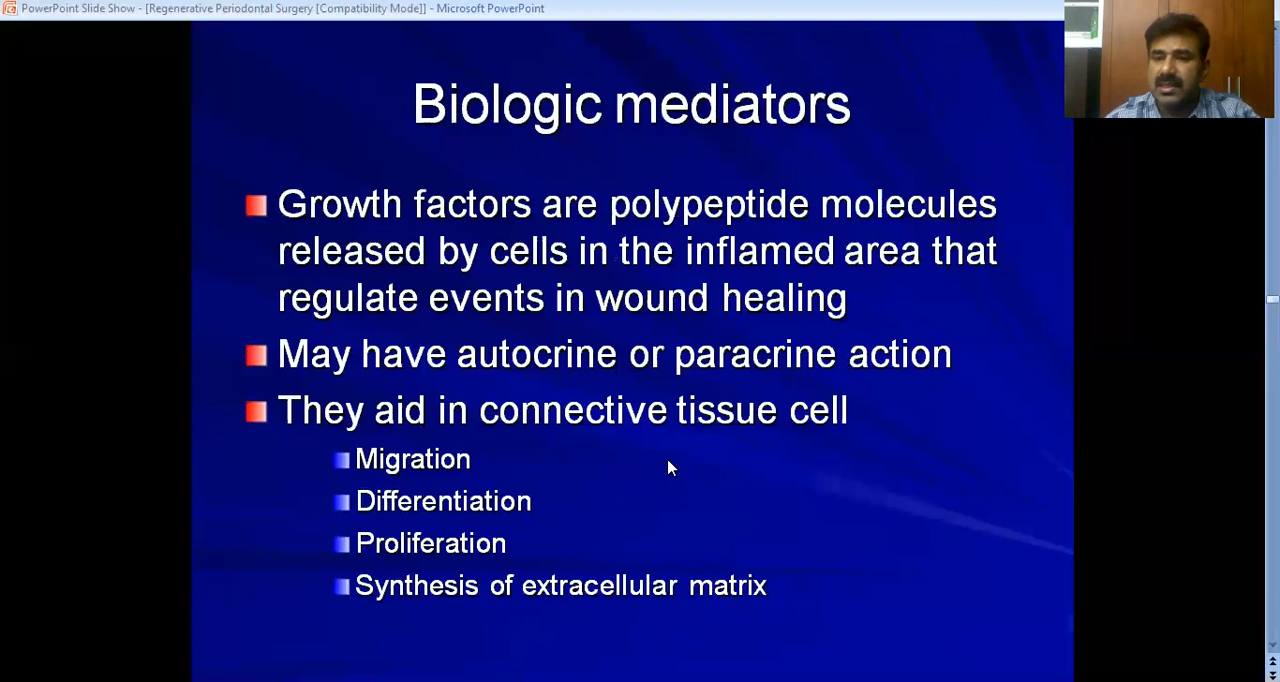 PowerPoint Slide Show - [Regenerative Periodontal Surgery [Compatibility Mode]] - Microsoft PowerPoint
Biologic mediators
Growth factors are polypeptide molecules
released by cells in the inflamed area that
regulate events in wound healing
May have autocrine or paracrine action
They aid in connective tissue cell
Migration
Differentiation
Proliferation
Synthesis of extracellular matrix